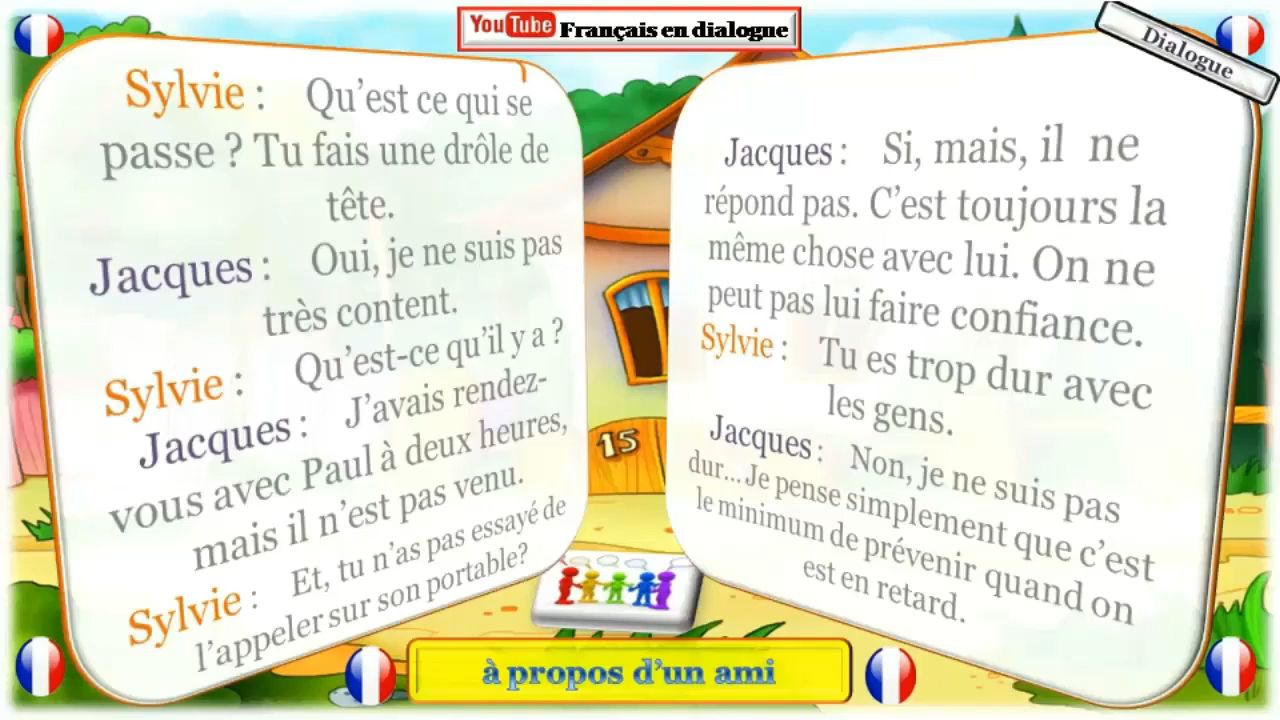 YouTube Français en dialogue
Dialogue
Sylvie : Qu'est ce qui se
passe ? Tu fais une drôle de
tête.
Jacques : Oui, je ne suis pas
très content.
Sylvie : Qu'est-ce qu'il y a ?
Jacques : J'avais rendez-
vous avec Paul à deux heures,
mais il n'est pas venu.
Sylvie : Et, tu n'as pas essayé de
l'appeler sur son portable?
Jacques : Si, mais, il ne
répond pas. C'est toujours la
même chose avec lui. On ne
peut pas lui faire confiance.
Sylvie : Tu es trop dur avec
les gens.
Jacques : Non, je ne suis pas
dur...Je pense simplement que c'est
le minimum de prévenir quand on
est en retard.
15
à propos d'un ami